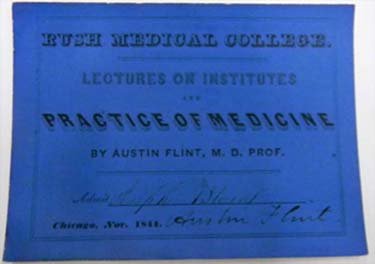 RUSH MEDICAL COLLEGE.
LECTURES ON INSTITUTES
AND
PRACTICE OF MEDICINE
BY AUSTIN FLINT, M. D. PROF.
Admit
Chicago, Nov. 1844. Austin Flint